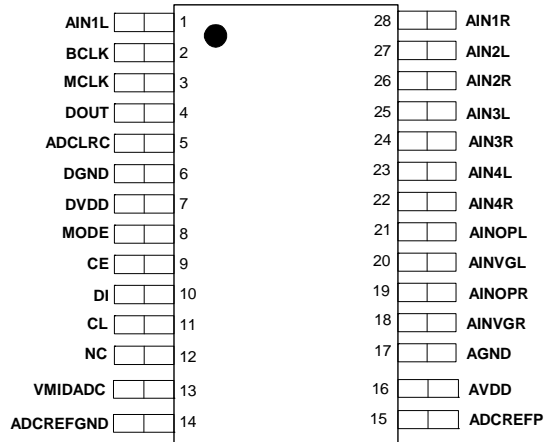 AIN1L 1 28 AIN1R
BCLK 2 27 AIN2L
MCLK 3 26 AIN2R
DOUT 4 25 AIN3L
ADCLRC 5 24 AIN3R
DGND 6 23 AIN4L
DVDD 7 22 AIN4R
MODE 8 21 AINOPL
CE 9 20 AINVGL
DI 10 19 AINOPR
CL 11 18 AINVGR
NC 12 17 AGND
VMIDADC 13 16 AVDD
ADCREFGND 14 15 ADCREFP